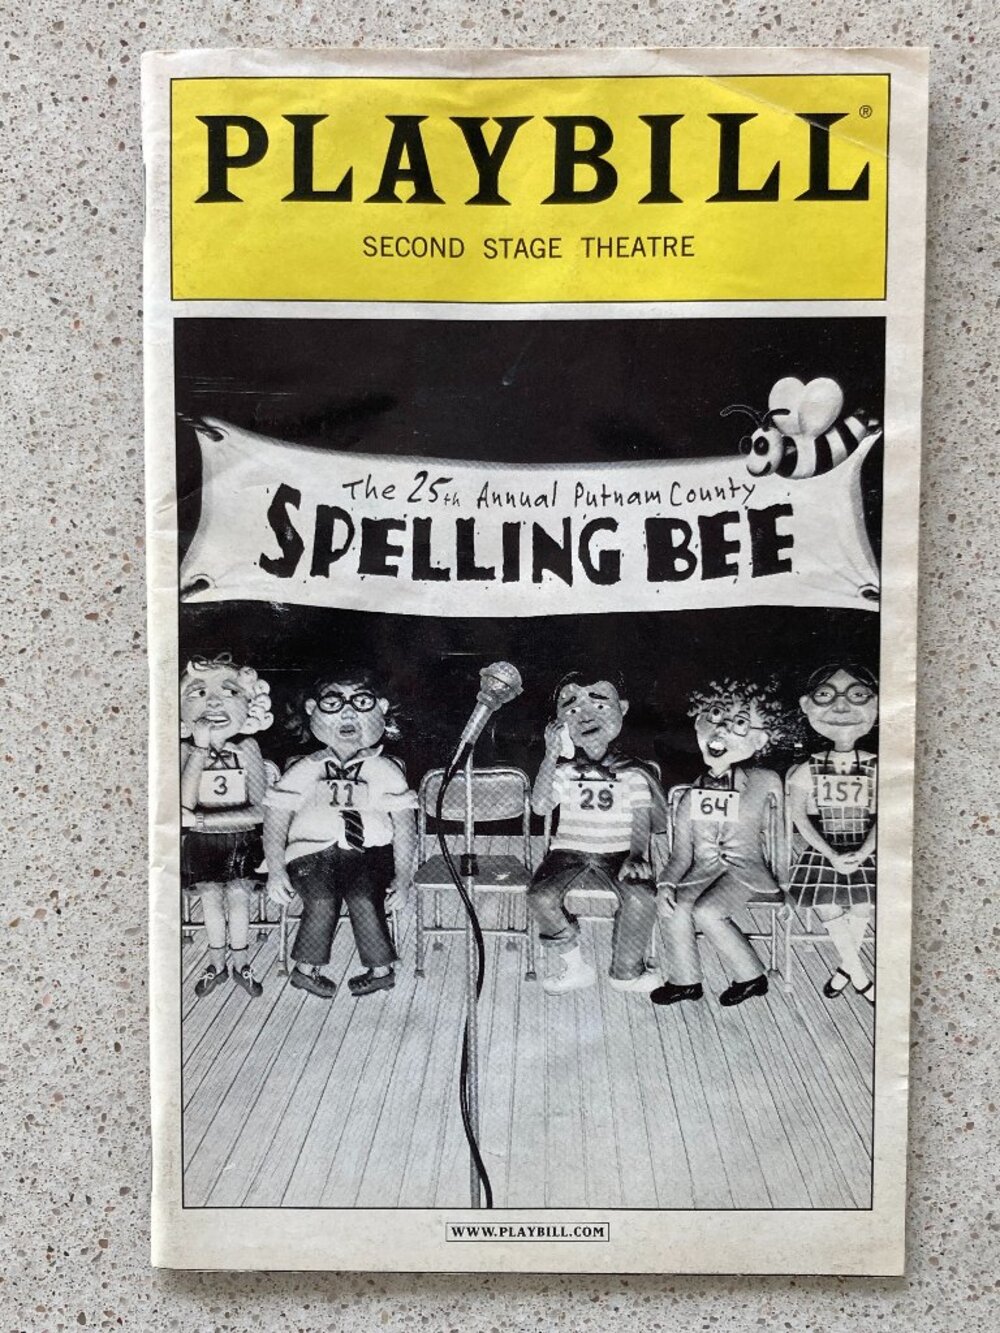 PLAYBILL®
SECOND STAGE THEATRE
The 25th Annual Putnam County
SPELLING BEE
3
11
29
64
157
WWW.PLAYBILL.COM